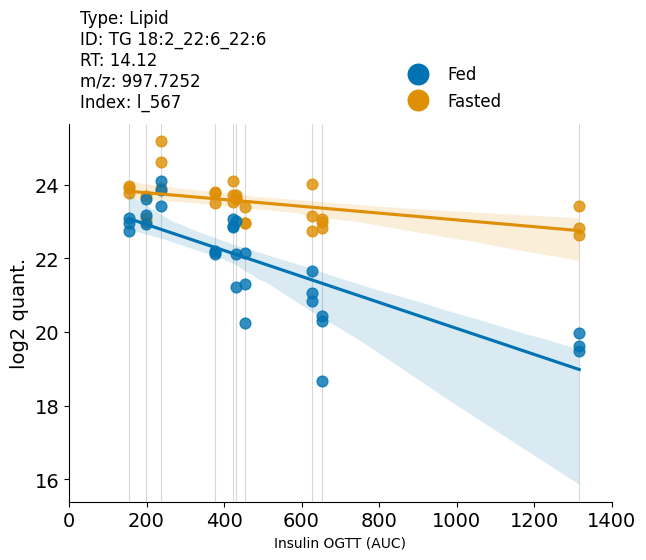 Type: Lipid
ID: TG 18:2_22:6_22:6
RT: 14.12
m/z: 997.7252
Index: l_567
Fed
Fasted
24
22
20
18
16
log2 quant.
0 200 400 600 800 1000 1200 1400
Insulin OGTT (AUC)